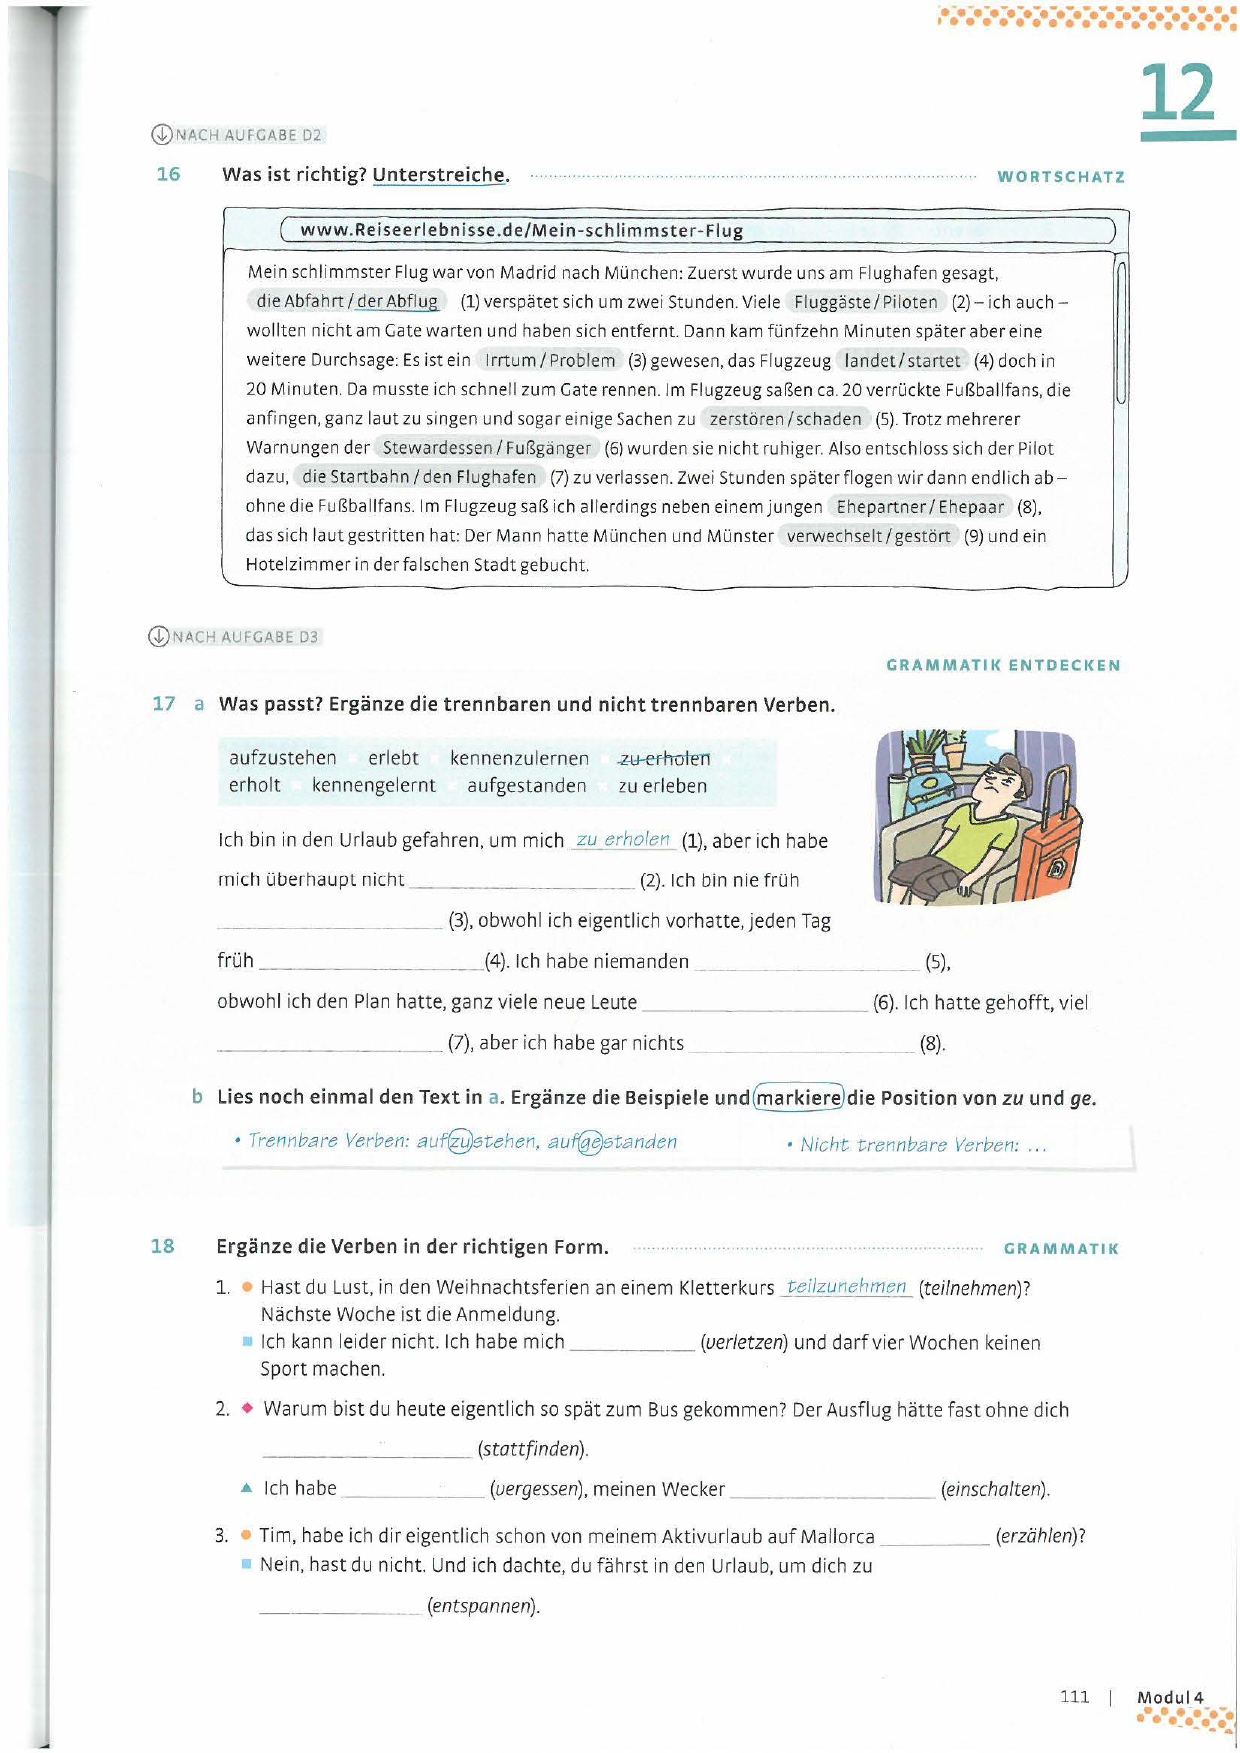 12
NACH AUFGABE D2
16 Was ist richtig? Unterstreiche. WORTSCHATZ
www.Reiseerlebnisse.de/Mein-schlimmster-Flug
Mein schlimmster Flug war von Madrid nach München: Zuerst wurde uns am Flughafen gesagt,
die Abfahrt / der Abflug (1) verspätet sich um zwei Stunden. Viele Fluggäste / Piloten (2) – ich auch –
wollten nicht am Gate warten und haben sich entfernt. Dann kam fünfzehn Minuten später aber eine
weitere Durchsage: Es ist ein Irrtum / Problem (3) gewesen, das Flugzeug landet / startet (4) doch in
20 Minuten. Da musste ich schnell zum Gate rennen. Im Flugzeug saßen ca. 20 verrückte Fußballfans, die
anfingen, ganz laut zu singen und sogar einige Sachen zu zerstören / schaden (5). Trotz mehrerer
Warnungen der Stewardessen / Fußgänger (6) wurden sie nicht ruhiger. Also entschloss sich der Pilot
dazu, die Startbahn / den Flughafen (7) zu verlassen. Zwei Stunden später flogen wir dann endlich ab –
ohne die Fußballfans. Im Flugzeug saß ich allerdings neben einem jungen Ehepartner / Ehepaar (8),
das sich laut gestritten hat: Der Mann hatte München und Münster verwechselt / gestört (9) und ein
Hotelzimmer in der falschen Stadt gebucht.
NACH AUFGABE D3
GRAMMATIK ENTDECKEN
17 a Was passt? Ergänze die trennbaren und nicht trennbaren Verben.
aufzustehen erlebt kennenzulernen zu erholen
erholt kennengelernt aufgestanden zu erleben
Ich bin in den Urlaub gefahren, um mich zu erholen (1), aber ich habe
mich überhaupt nicht ____ (2). Ich bin nie früh
____ (3), obwohl ich eigentlich vorhatte, jeden Tag
früh ____ (4). Ich habe niemanden ____ (5),
obwohl ich den Plan hatte, ganz viele neue Leute ____ (6). Ich hatte gehofft, viel
____ (7), aber ich habe gar nichts ____ (8).
b Lies noch einmal den Text in a. Ergänze die Beispiele und markiere die Position von zu und ge.
• Trennbare Verben: aufzustehen, aufgestanden • Nicht trennbare Verben: ...
18 Ergänze die Verben in der richtigen Form. GRAMMATIK
1. Hast du Lust, in den Weihnachtsferien an einem Kletterkurs teilzunehmen (teilnehmen)?
Nächste Woche ist die Anmeldung.
Ich kann leider nicht. Ich habe mich ____ (verletzen) und darf vier Wochen keinen
Sport machen.
2. Warum bist du heute eigentlich so spät zum Bus gekommen? Der Ausflug hätte fast ohne dich
____ (stattfinden).
Ich habe ____ (vergessen), meinen Wecker ____ (einschalten).
3. Tim, habe ich dir eigentlich schon von meinem Aktivurlaub auf Mallorca ____ (erzählen)?
Nein, hast du nicht. Und ich dachte, du fährst in den Urlaub, um dich zu
____ (entspannen).
111 | Modul 4